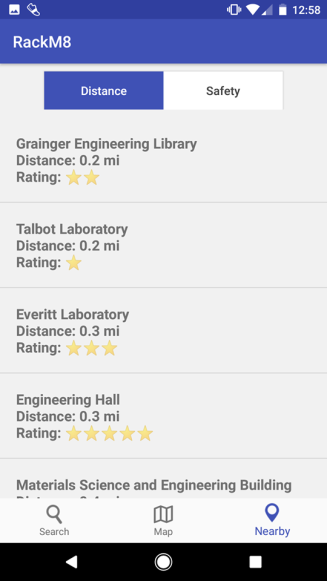 12:58
RackM8
Distance Safety
Grainger Engineering Library
Distance: 0.2 mi
Rating: ⭐⭐
Talbot Laboratory
Distance: 0.2 mi
Rating: ⭐
Everitt Laboratory
Distance: 0.3 mi
Rating: ⭐⭐⭐
Engineering Hall
Distance: 0.3 mi
Rating: ⭐⭐⭐⭐⭐
Materials Science and Engineering Building
Search Map Nearby